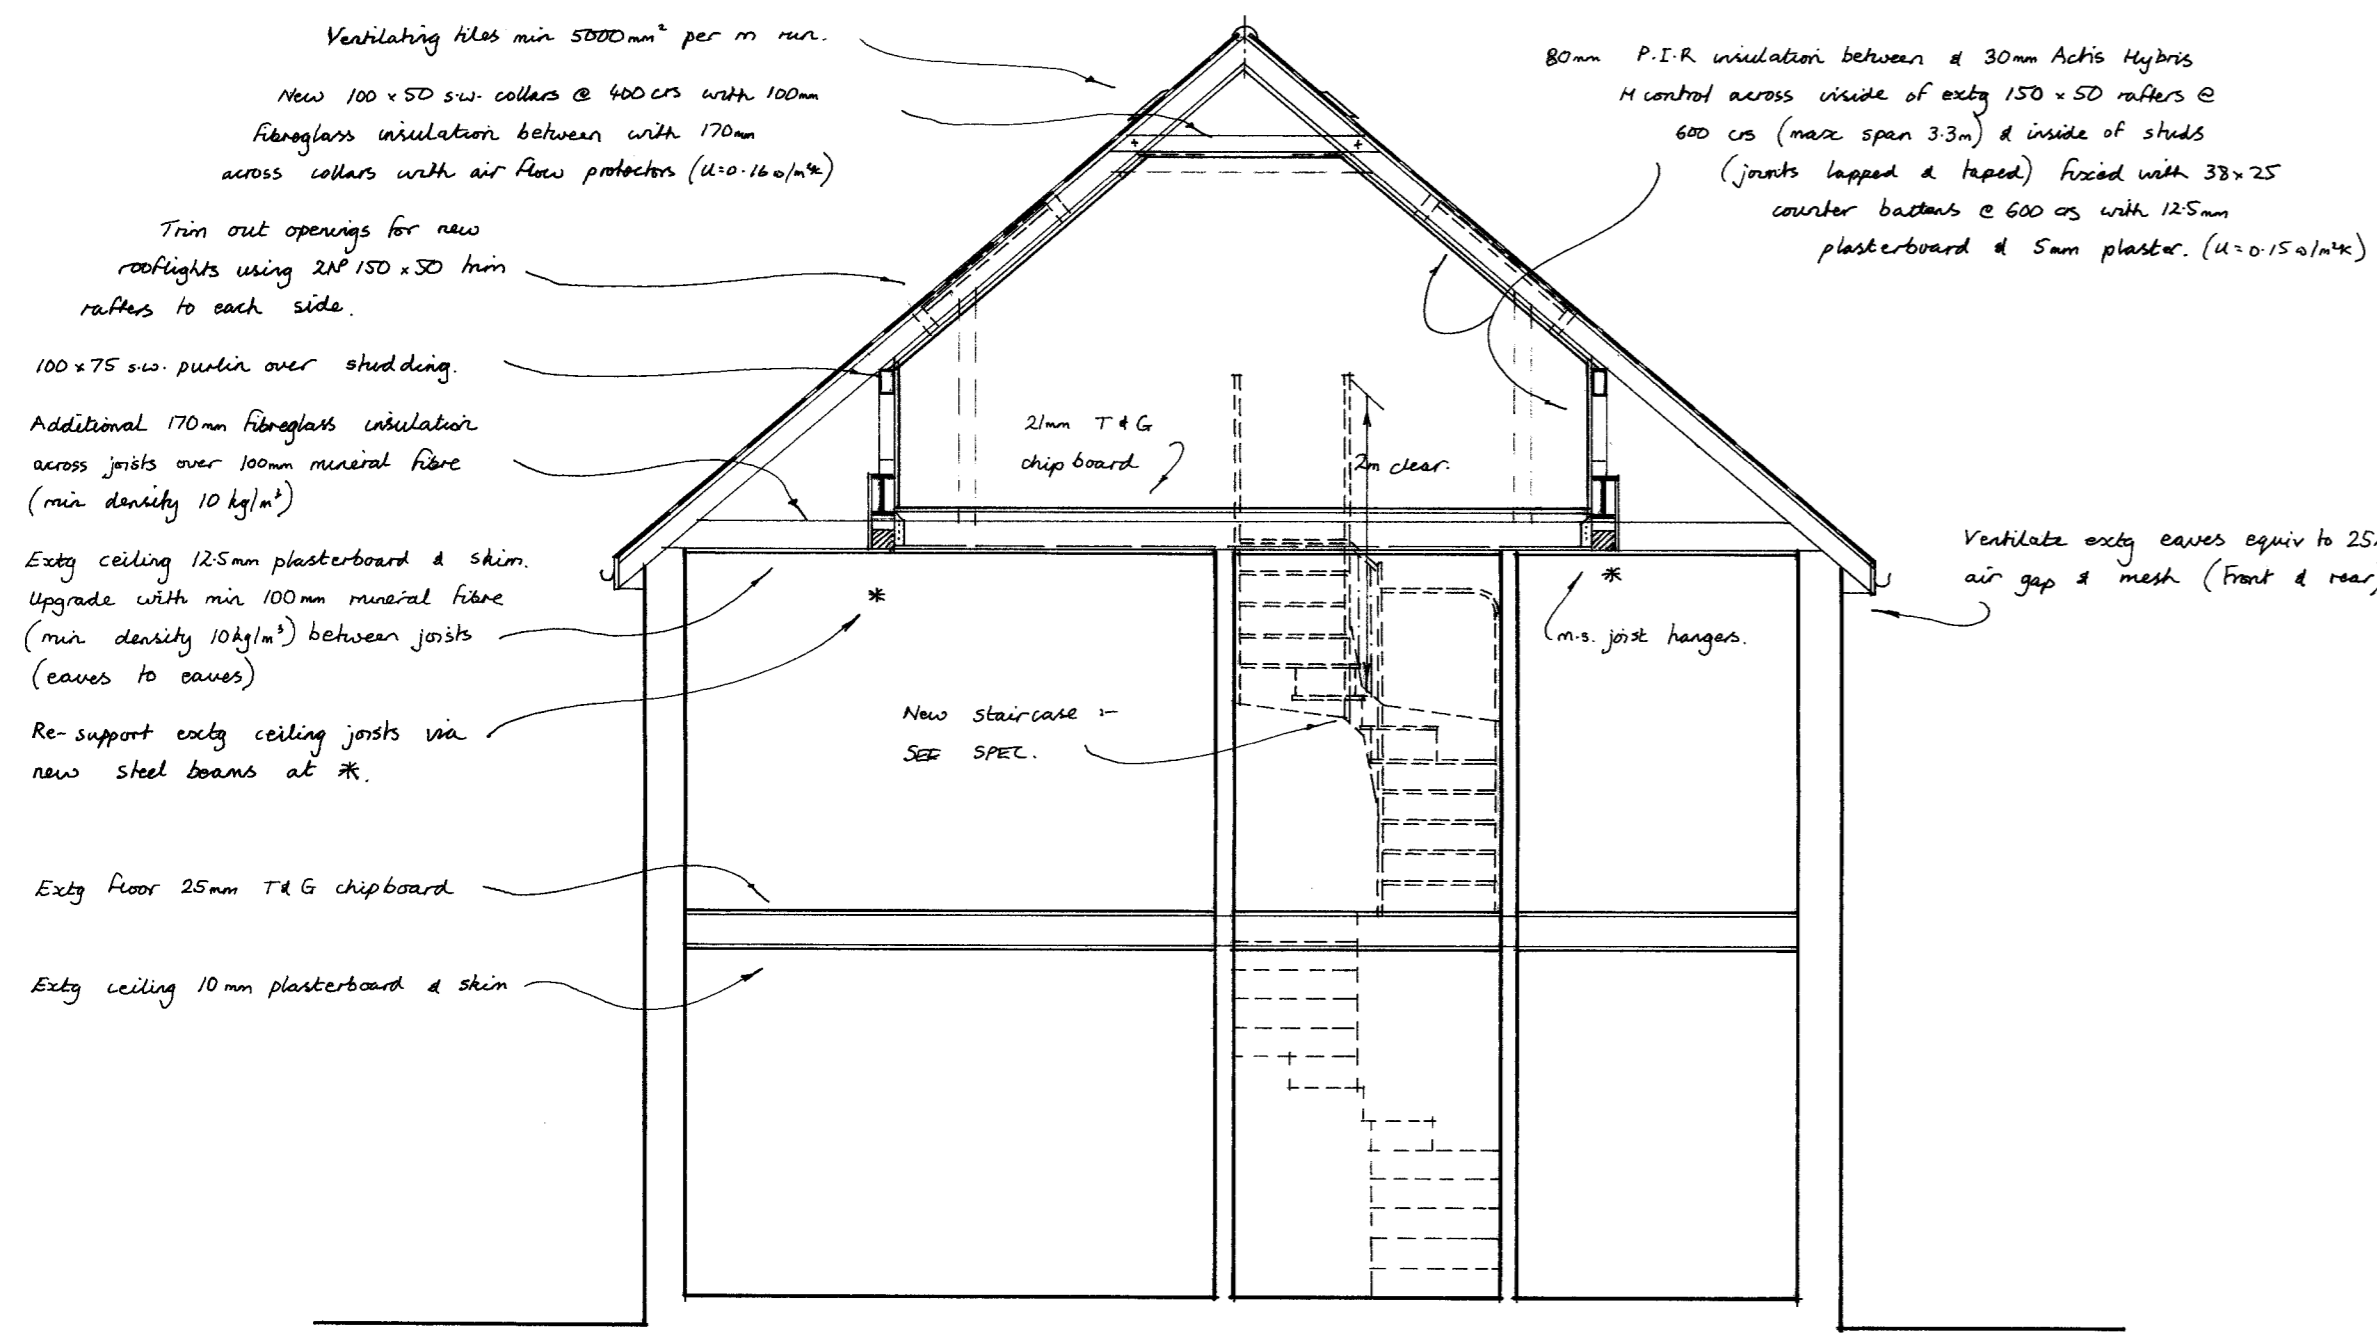 Ventilating tiles min 5000mm² per m run.
New 100 x 50 s.w. collars @ 400 crs with 100mm
fibreglass insulation between with 170mm
across collars with air flow protectors (U=0.16w/m²K)
Trim out openings for new
rooflights using 2No 150 x 50 trim
rafters to each side.
100 x 75 s.w. purlin over studding.
Additional 170mm fibreglass insulation
across joists over 100mm mineral fibre
(min density 10 kg/m³)
Extg ceiling 12.5mm plasterboard & skim.
Upgrade with min 100mm mineral fibre
(min density 10kg/m³) between joists
(eaves to eaves)
Re-support extg ceiling joists via
new steel beams at *.
Extg floor 25mm T&G chipboard
Extg ceiling 10mm plasterboard & skim
21mm T&G
chipboard
2m clear.
*
*
New staircase :-
SEE SPEC.
m.s. joist hangers.
80mm P.I.R insulation between & 30mm Actis Hybris
H control across inside of extg 150 x 50 rafters @
600 crs (max span 3.3m) & inside of studs
(joints lapped & taped) fixed with 38x25
counter battens @ 600 crs with 12.5mm
plasterboard & 5mm plaster. (U=0.15w/m²K)
Ventilate extg eaves equiv to 25
air gap & mesh (front & rear